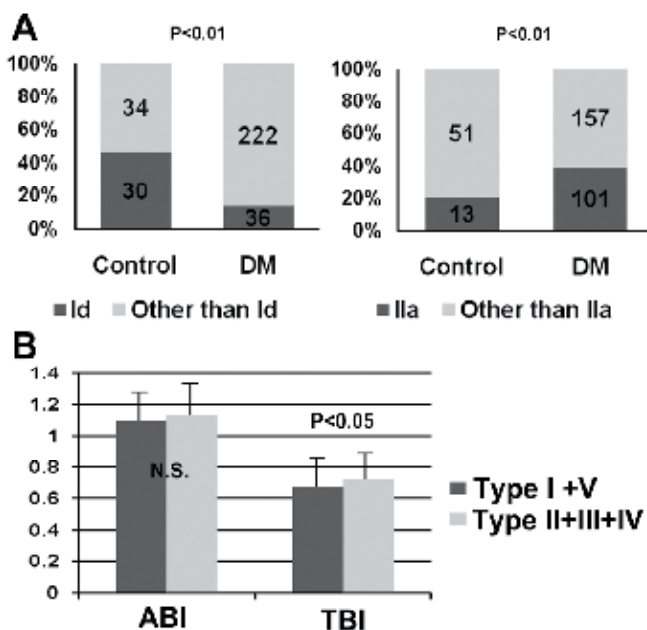 A
P<0.01
P<0.01
100%
80%
60%
40%
20%
0%
34
30
222
36
Control
DM
Id
Other than Id
100%
80%
60%
40%
20%
0%
51
13
157
101
Control
DM
IIa
Other than IIa
B
1.4
1.2
1
0.8
0.6
0.4
0.2
0
N.S.
P<0.05
ABI
TBI
Type I +V
Type II+III+IV